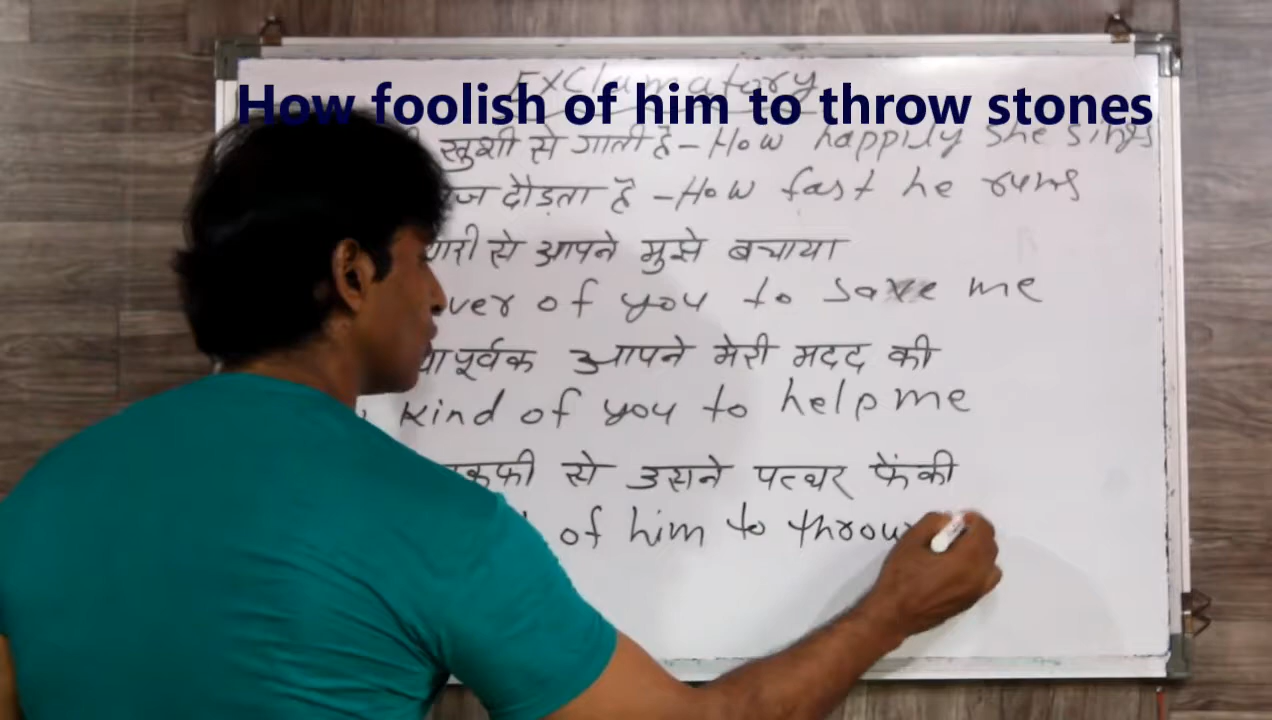 Exclamatory
How foolish of him to throw stones
खुशी से गाती है - How happily she sings
दौड़ता है - How fast he runs
से आपने मुझे बचाया
of you to save me
आपने मेरी मदद की
kind of you to help me
से उसने पत्थर फेंकी
of him to throw